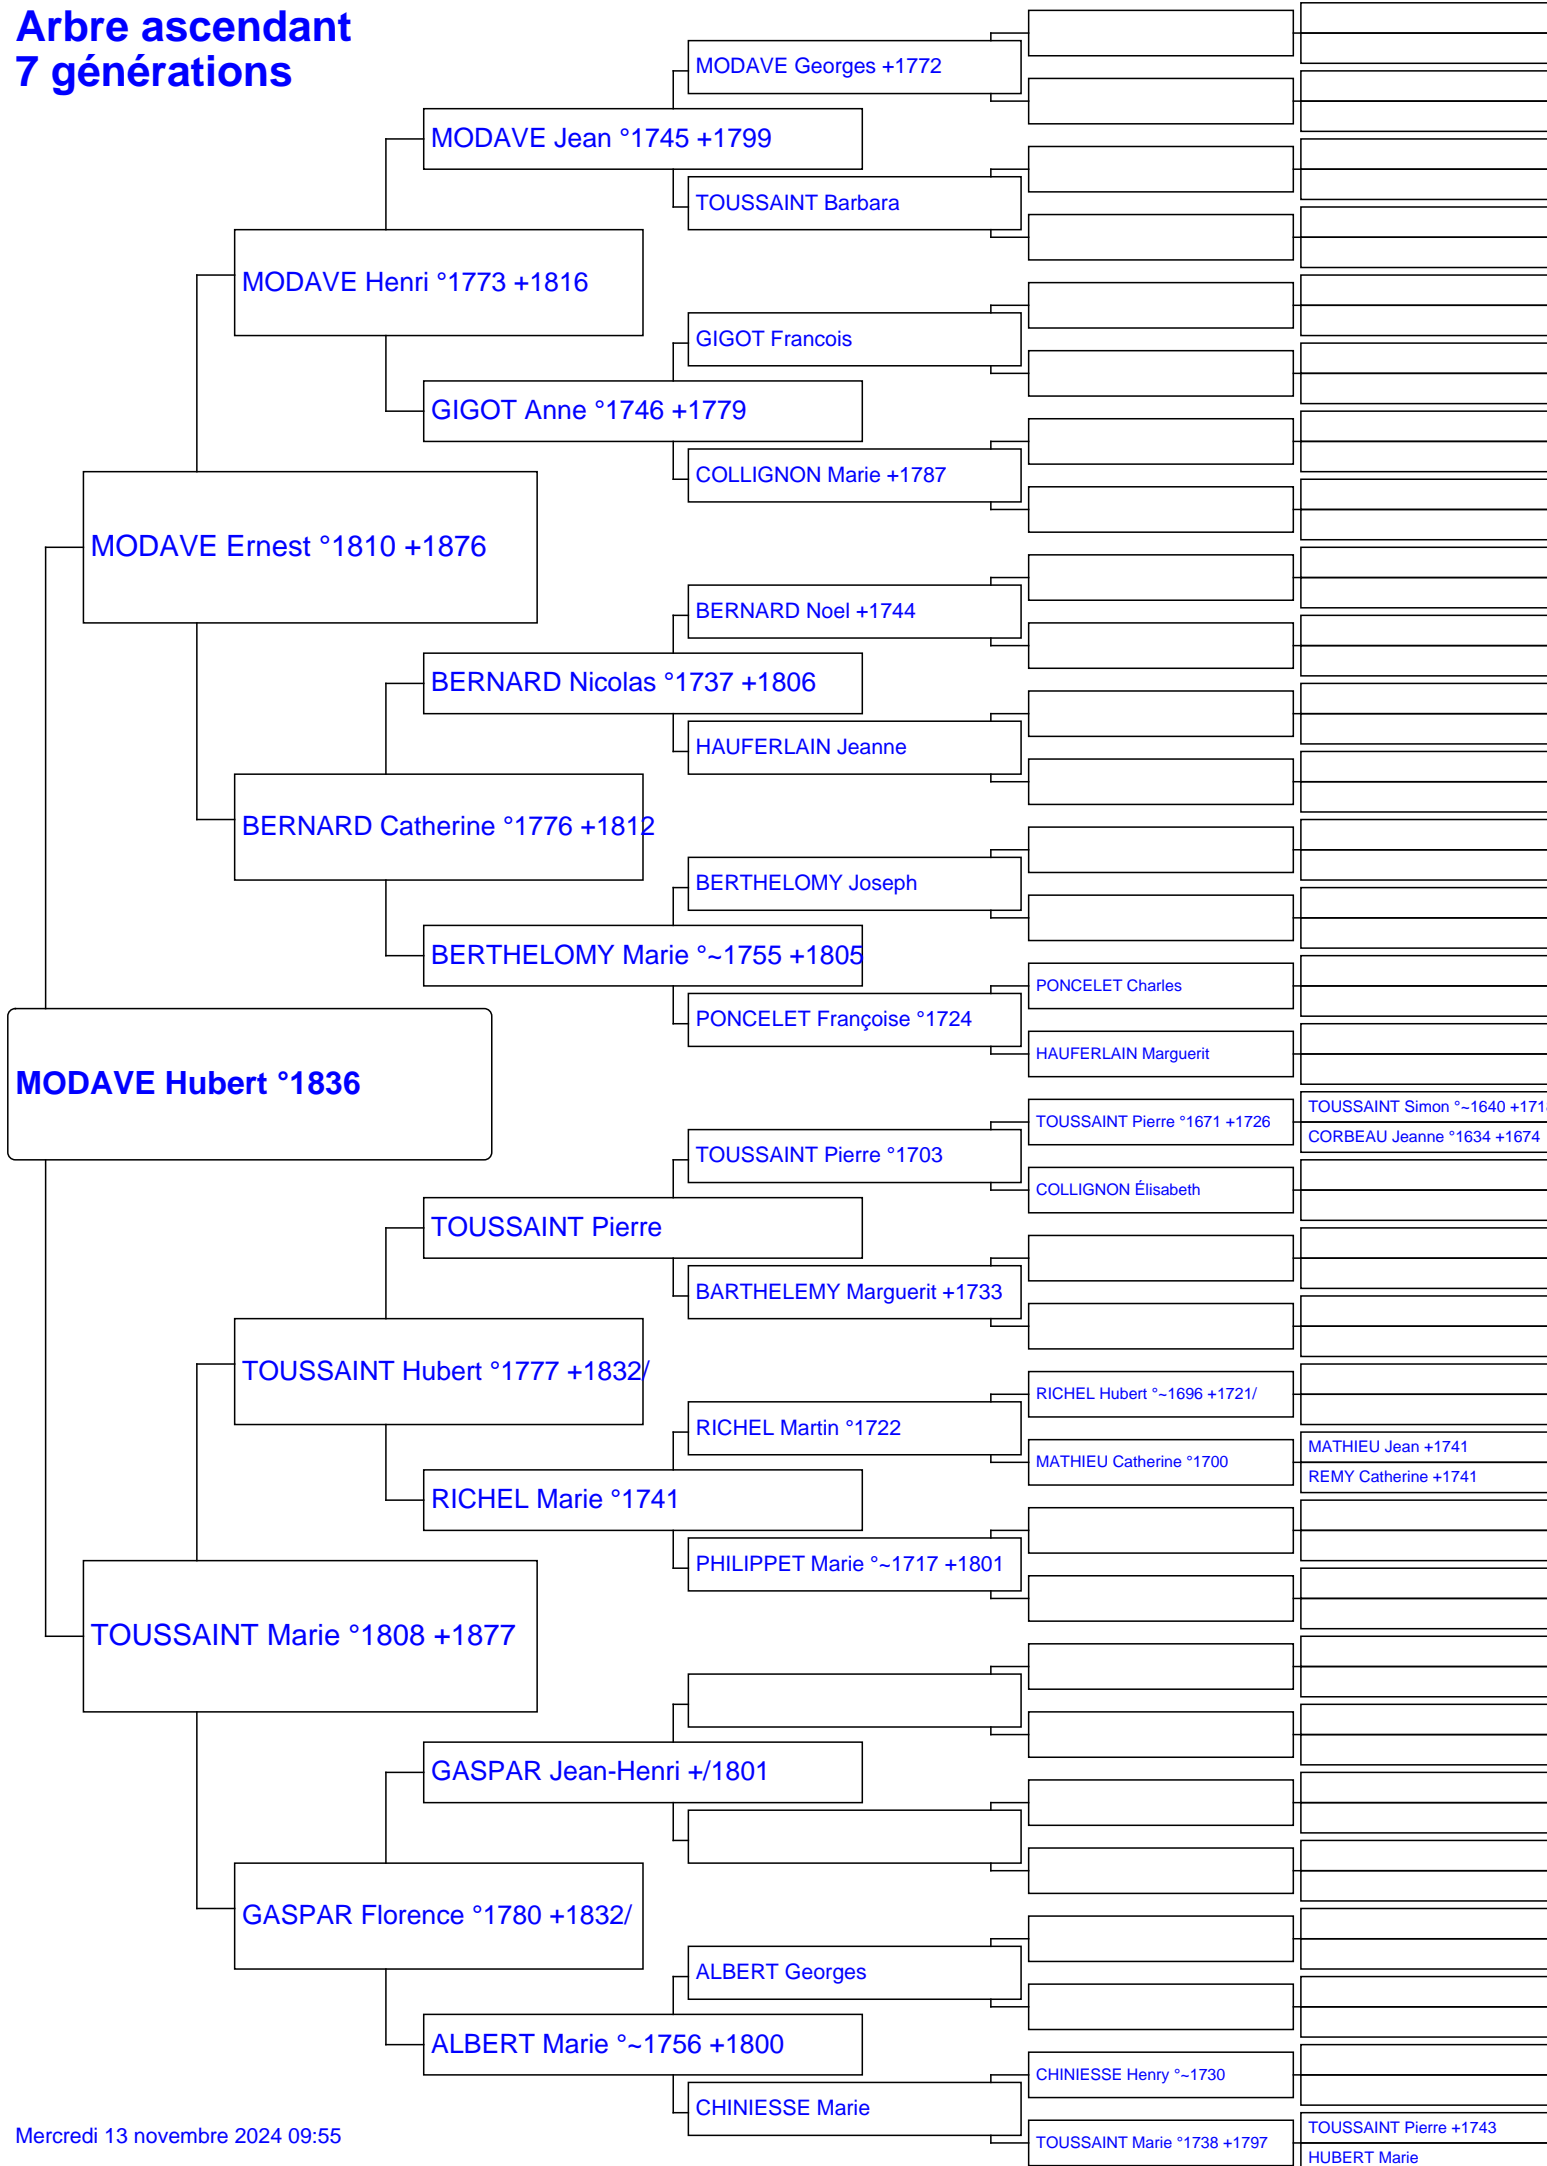 Arbre ascendant
7 générations
MODAVE Georges +1772
MODAVE Jean °1745 +1799
TOUSSAINT Barbara
MODAVE Henri °1773 +1816
GIGOT Francois
GIGOT Anne °1746 +1779
COLLIGNON Marie +1787
MODAVE Ernest °1810 +1876
BERNARD Noel +1744
BERNARD Nicolas °1737 +1806
HAUFERLAIN Jeanne
BERNARD Catherine °1776 +1812
BERTHELOMY Joseph
BERTHELOMY Marie °~1755 +1805
PONCELET Charles
PONCELET Françoise °1724
HAUFERLAIN Marguerit
MODAVE Hubert °1836
TOUSSAINT Simon °~1640 +171
TOUSSAINT Pierre °1671 +1726
CORBEAU Jeanne °1634 +1674
TOUSSAINT Pierre °1703
COLLIGNON Élisabeth
TOUSSAINT Pierre
BARTHELEMY Marguerit +1733
TOUSSAINT Hubert °1777 +1832/
RICHEL Hubert °~1696 +1721/
RICHEL Martin °1722
MATHIEU Jean +1741
MATHIEU Catherine °1700
REMY Catherine +1741
RICHEL Marie °1741
PHILIPPET Marie °~1717 +1801
TOUSSAINT Marie °1808 +1877
GASPAR Jean-Henri +/1801
GASPAR Florence °1780 +1832/
ALBERT Georges
ALBERT Marie °~1756 +1800
CHINIESSE Henry °~1730
CHINIESSE Marie
TOUSSAINT Pierre +1743
TOUSSAINT Marie °1738 +1797
HUBERT Marie
Mercredi 13 novembre 2024 09:55